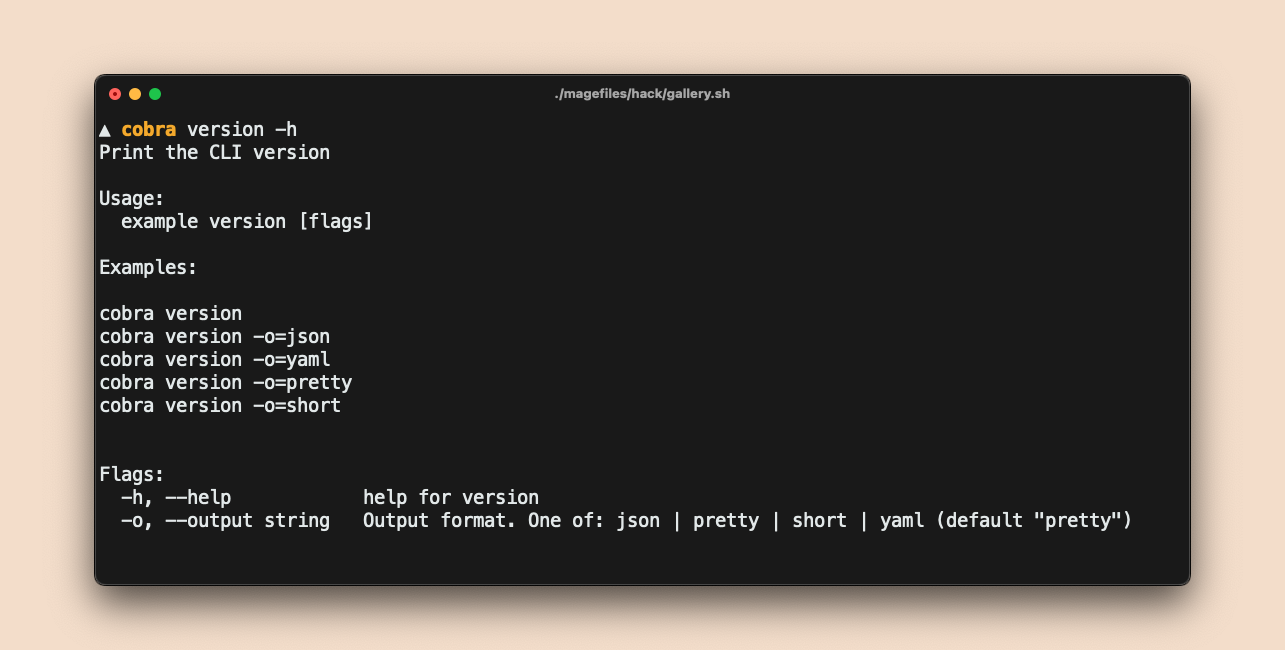 ./magefiles/hack/gallery.sh
▲ cobra version -h
Print the CLI version
Usage:
  example version [flags]
Examples:
cobra version
cobra version -o=json
cobra version -o=yaml
cobra version -o=pretty
cobra version -o=short
Flags:
  -h, --help            help for version
  -o, --output string   Output format. One of: json | pretty | short | yaml (default "pretty")